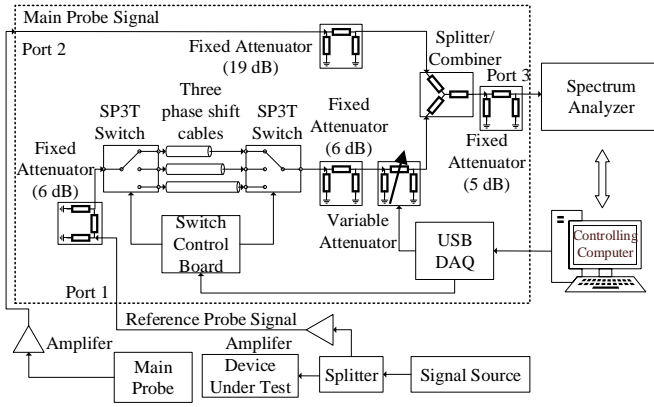 Main Probe Signal
Port 2
Fixed Attenuator
(19 dB)
Splitter/
Combiner
Port 3
Spectrum
Analyzer
Three
phase shift
cables
SP3T
Switch
SP3T
Switch
Fixed
Attenuator
(6 dB)
Fixed
Attenuator
(6 dB)
Fixed
Attenuator
(5 dB)
Variable
Attenuator
Switch
Control
Board
USB
DAQ
Controlling
Computer
Port 1
Reference Probe Signal
Amplifer
Amplifer
Main
Probe
Device
Under Test
Splitter
Signal Source